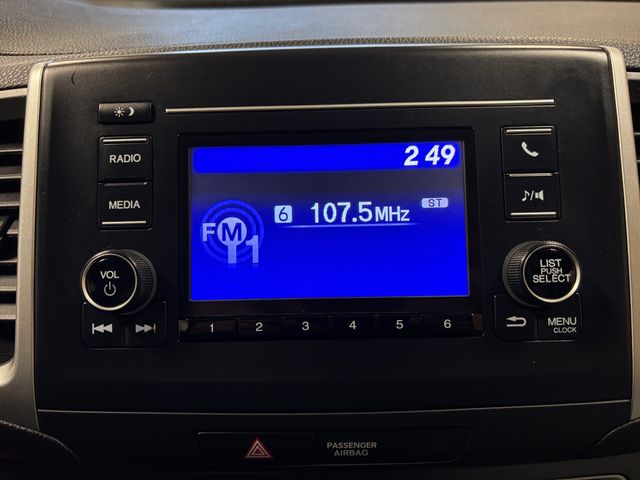 RADIO
MEDIA
VOL
2 49
6 107.5MHz ST
FM1
LIST
PUSH
SELECT
MENU
CLOCK
1 2 3 4 5 6
PASSENGER
AIRBAG